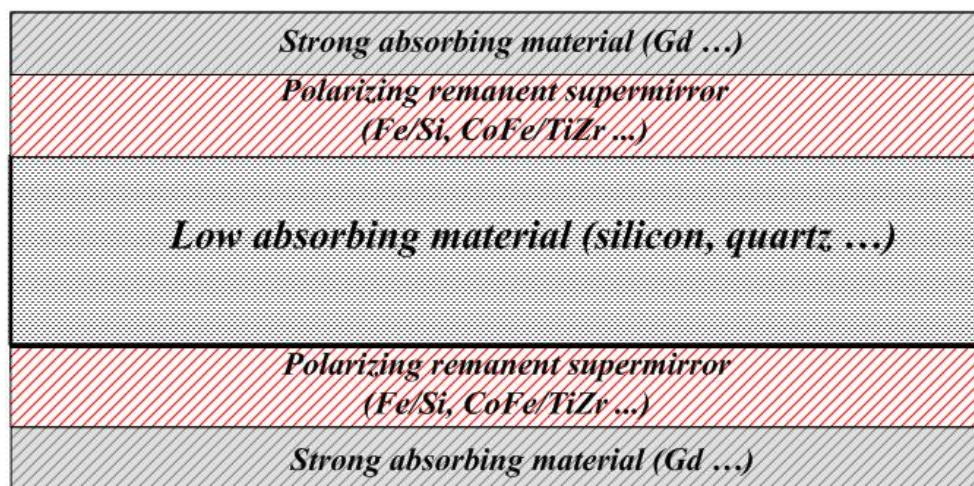 Strong absorbing material (Gd ...)
Polarizing remanent supermirror
(Fe/Si, CoFe/TiZr ...)
Low absorbing material (silicon, quartz ...)
Polarizing remanent supermirror
(Fe/Si, CoFe/TiZr ...)
Strong absorbing material (Gd ...)